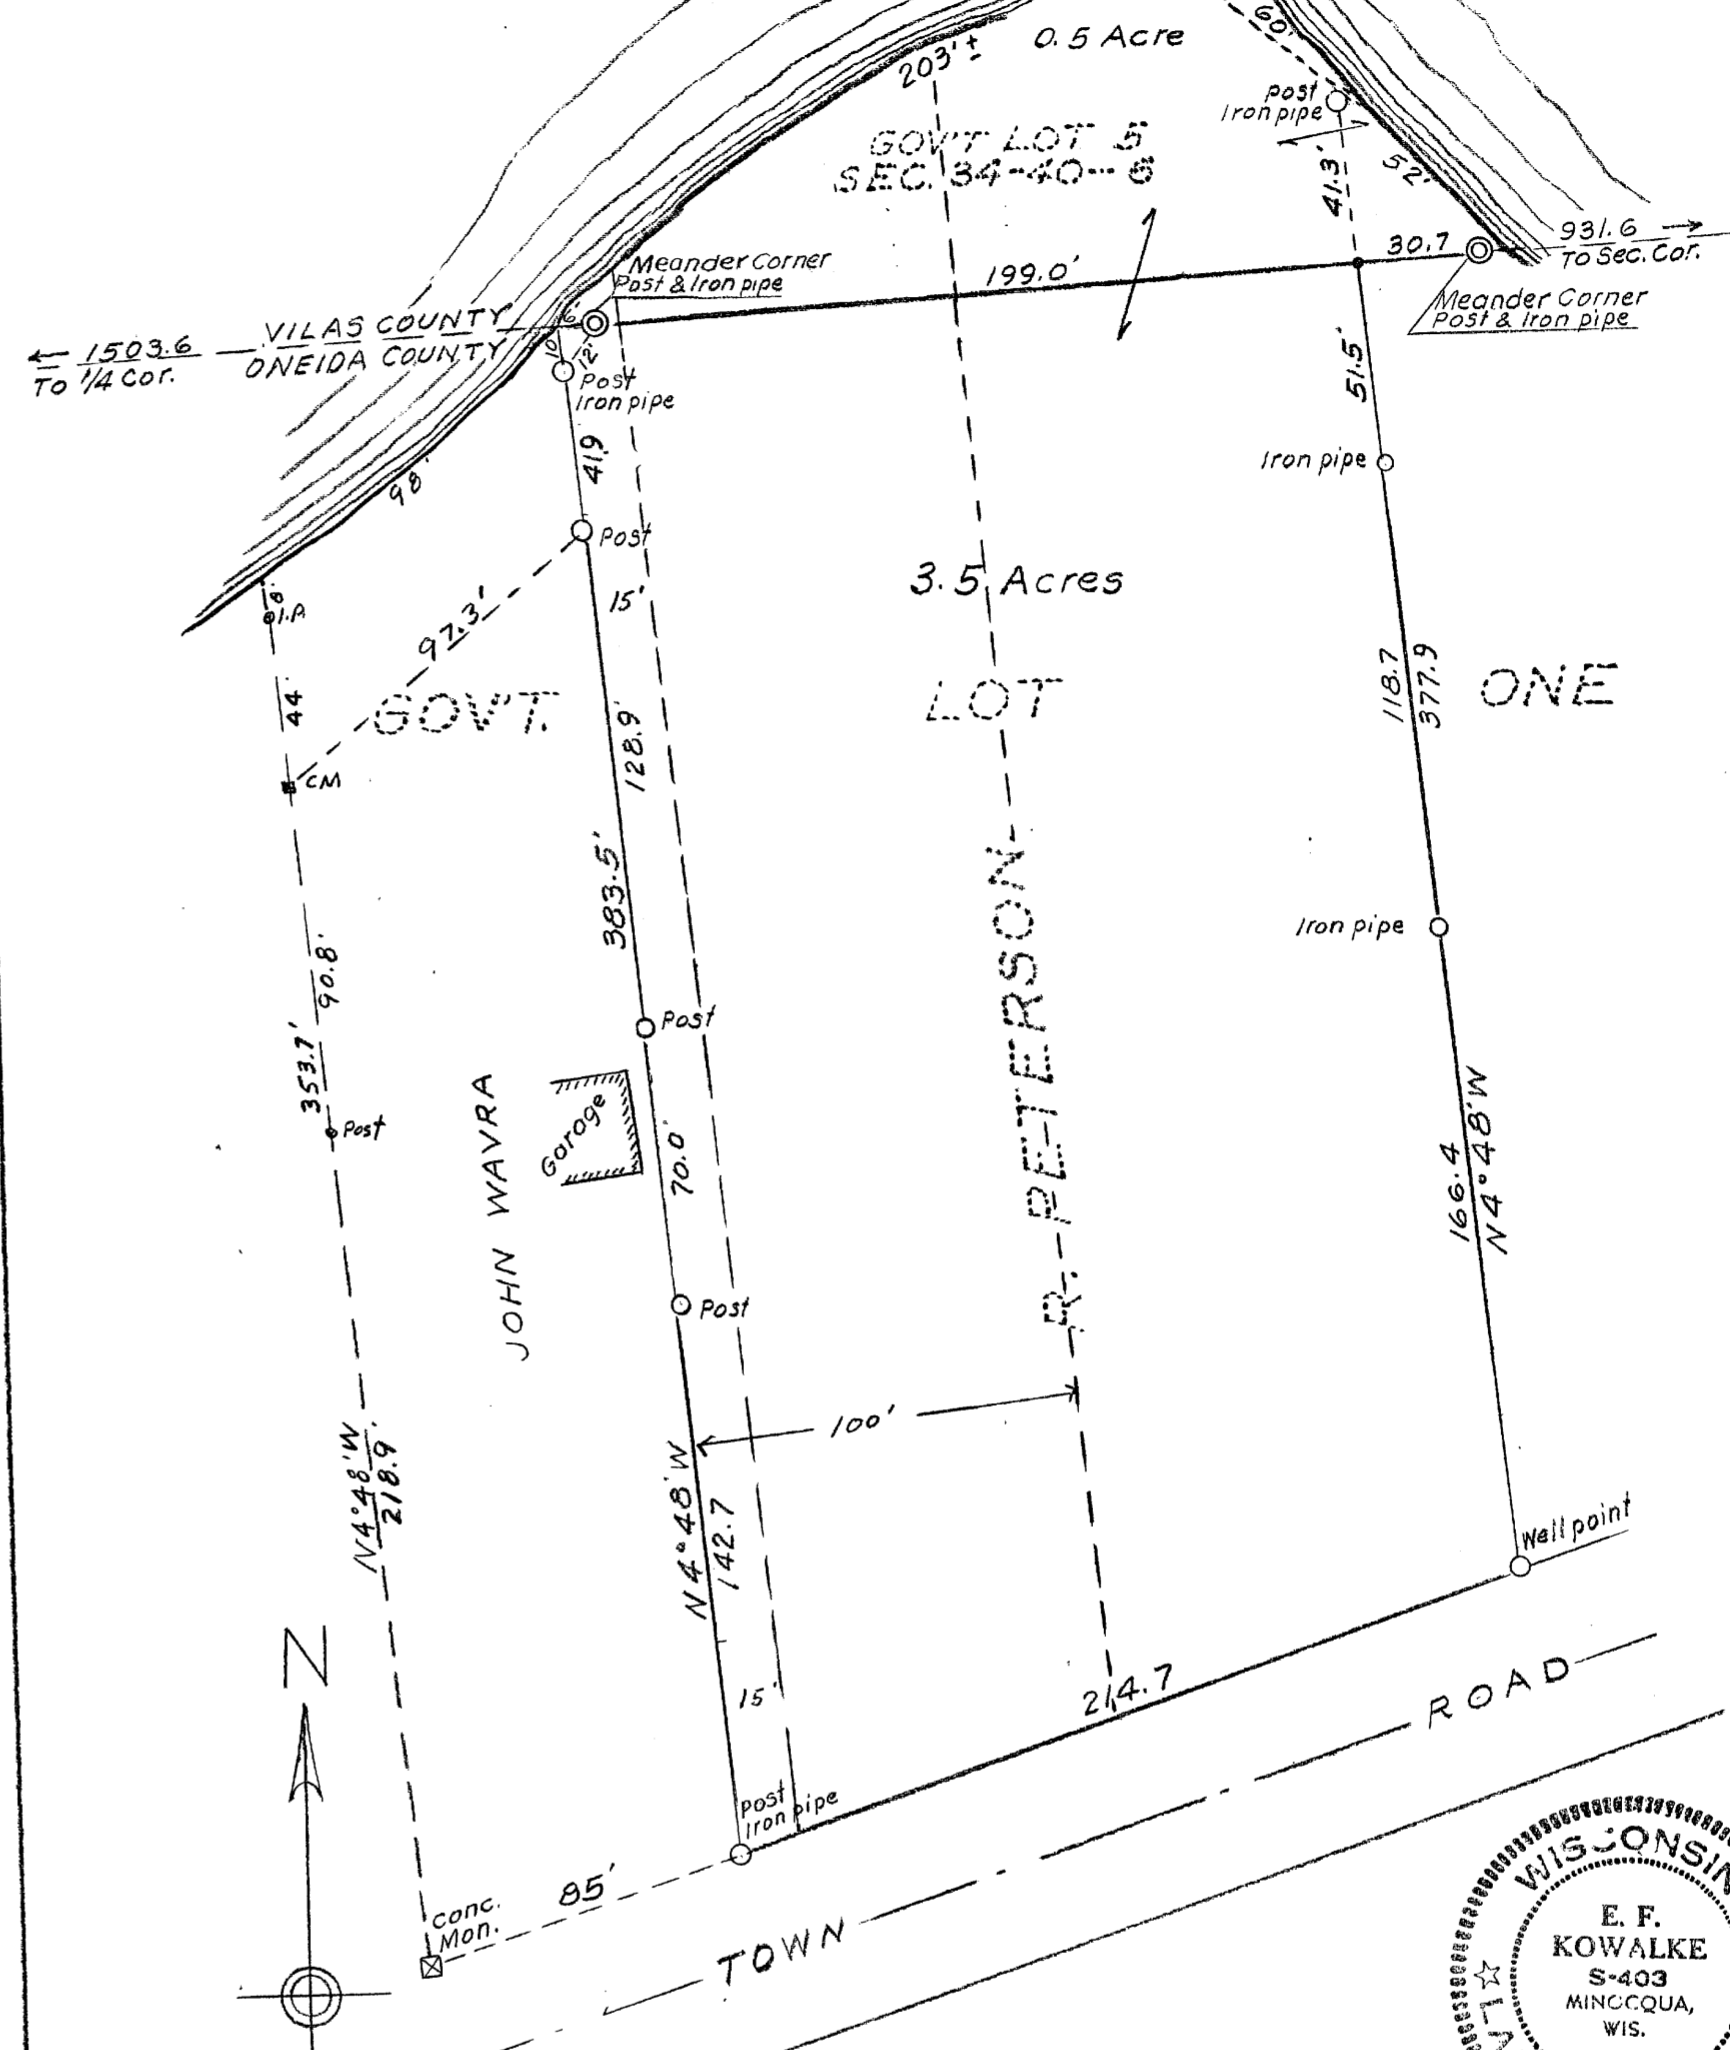 60'
0.5 Acre
203'±
Post
Iron pipe
GOV'T LOT 5
SEC. 34-40-6
41.3'
52'
931.6 →
To Sec. Cor.
30.7
199.0'
Meander Corner
Post & Iron pipe
Meander Corner
Post & Iron pipe
6'
VILAS COUNTY
ONEIDA COUNTY
← 1503.6
To 1/4 Cor.
10'
12'
Post
Iron pipe
51.5'
41.9
Iron pipe
98'
Post
15'
3.5 Acres
8'
I.P.
97.3'
44'
GOV'T.
LOT
ONE
118.7
377.9
128.9'
CM
383.5'
Iron pipe
90.8'
353.7'
Post
Post
JOHN WAVRA
Garage
70.0'
R. PETERSON
166.4
N4°48'W
Post
100'
N4°48'W
218.9'
N4°48'W
142.7
Well point
N
15'
214.7
ROAD
Post
Iron pipe
85'
Conc.
Mon.
TOWN
WISCONSIN
E. F.
KOWALKE
S-403
MINOCQUA,
WIS.